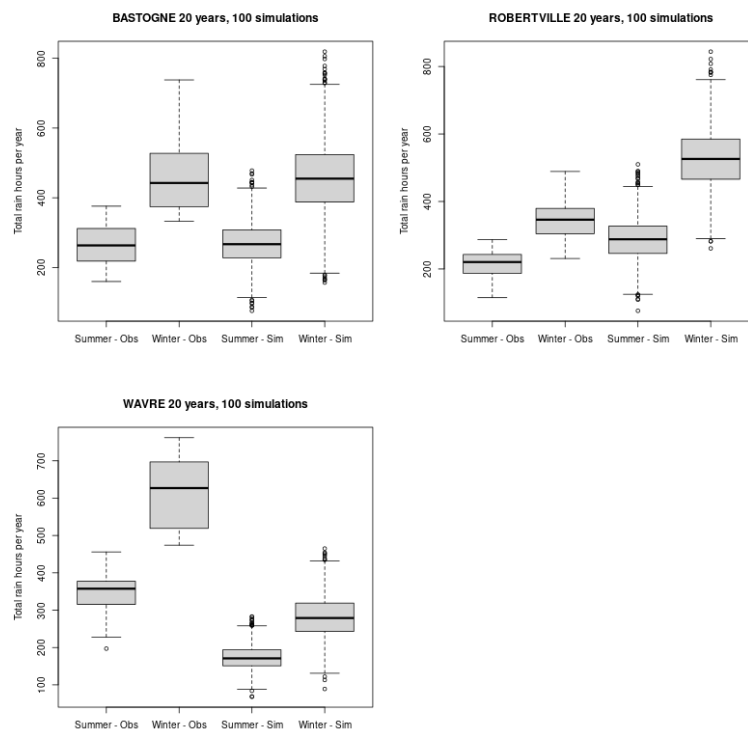 BASTOGNE 20 years, 100 simulations
Total rain hours per year
800
600
400
200
Summer - Obs Winter - Obs Summer - Sim Winter - Sim
ROBERTVILLE 20 years, 100 simulations
Total rain hours per year
800
600
400
200
Summer - Obs Winter - Obs Summer - Sim Winter - Sim
WAVRE 20 years, 100 simulations
Total rain hours per year
700
600
500
400
300
200
100
Summer - Obs Winter - Obs Summer - Sim Winter - Sim